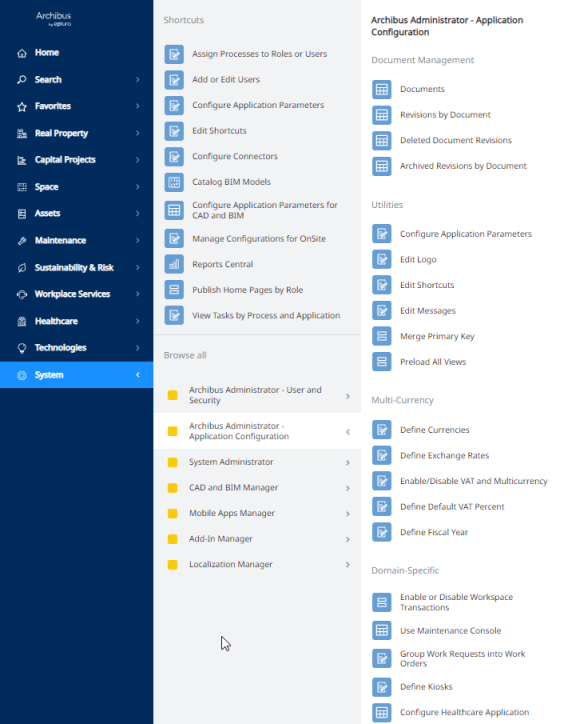 Archibus
by eptura
Home
Search
Favorites
Real Property
Capital Projects
Space
Assets
Maintenance
Sustainability & Risk
Workplace Services
Healthcare
Technologies
System
Shortcuts
Assign Processes to Roles or Users
Add or Edit Users
Configure Application Parameters
Edit Shortcuts
Configure Connectors
Catalog BIM Models
Configure Application Parameters for
CAD and BIM
Manage Configurations for OnSite
Reports Central
Publish Home Pages by Role
View Tasks by Process and Application
Browse all
Archibus Administrator - User and
Security
Archibus Administrator -
Application Configuration
System Administrator
CAD and BIM Manager
Mobile Apps Manager
Add-In Manager
Localization Manager
Archibus Administrator - Application
Configuration
Document Management
Documents
Revisions by Document
Deleted Document Revisions
Archived Revisions by Document
Utilities
Configure Application Parameters
Edit Logo
Edit Shortcuts
Edit Messages
Merge Primary Key
Preload All Views
Multi-Currency
Define Currencies
Define Exchange Rates
Enable/Disable VAT and Multicurrency
Define Default VAT Percent
Define Fiscal Year
Domain-Specific
Enable or Disable Workspace
Transactions
Use Maintenance Console
Group Work Requests into Work
Orders
Define Kiosks
Configure Healthcare Application